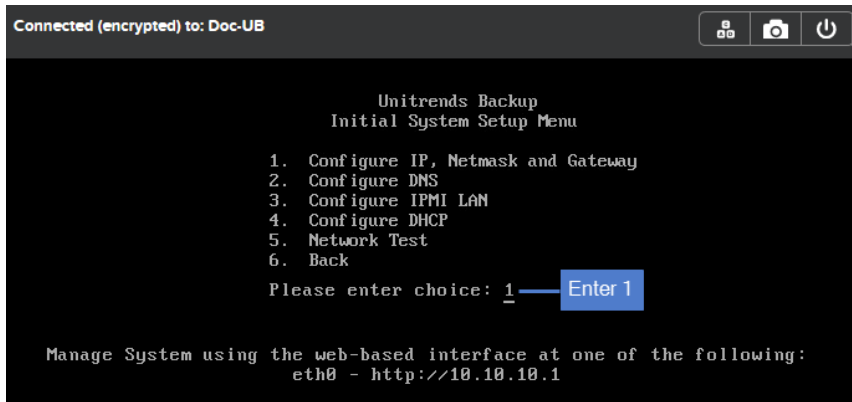 Connected (encrypted) to: Doc-UB
Unitrends Backup
Initial System Setup Menu
1. Configure IP, Netmask and Gateway
2. Configure DNS
3. Configure IPMI LAN
4. Configure DHCP
5. Network Test
6. Back
Please enter choice: 1 Enter 1
Manage System using the web-based interface at one of the following:
eth0 - http://10.10.10.1